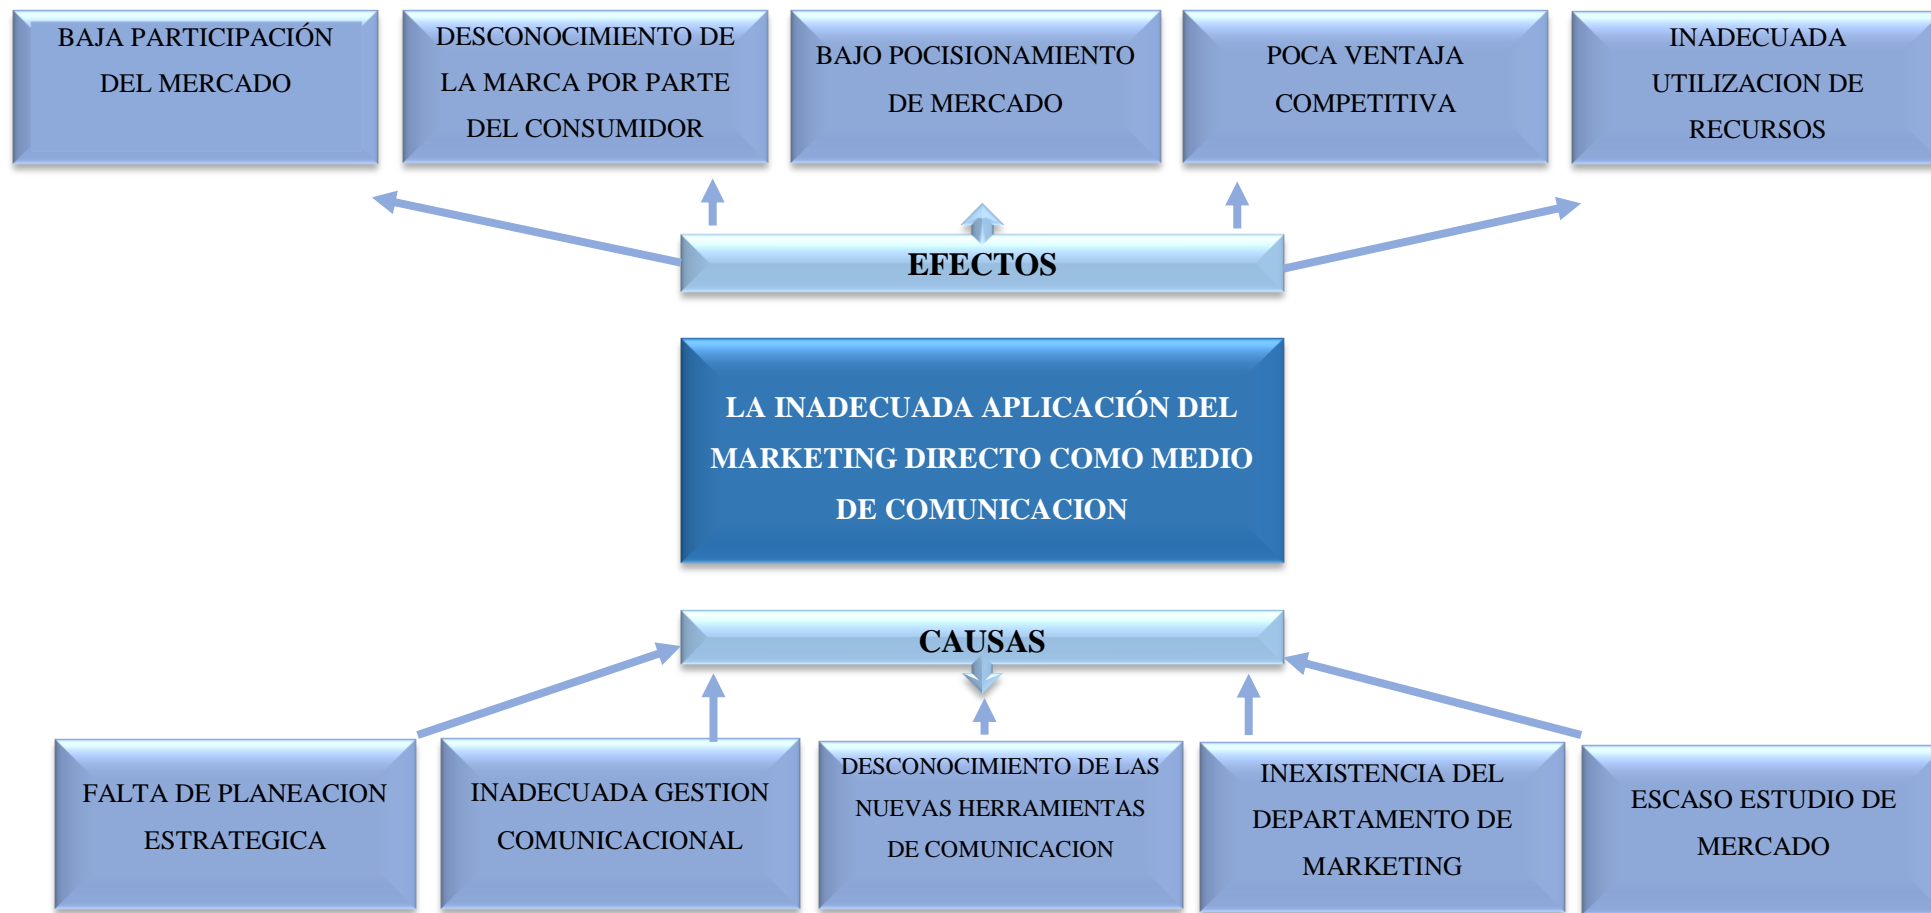 BAJA PARTICIPACIÓN
DEL MERCADO
DESCONOCIMIENTO DE
LA MARCA POR PARTE
DEL CONSUMIDOR
BAJO POCISIONAMIENTO
DE MERCADO
POCA VENTAJA
COMPETITIVA
INADECUADA
UTILIZACION DE
RECURSOS
EFECTOS
LA INADECUADA APLICACIÓN DEL
MARKETING DIRECTO COMO MEDIO
DE COMUNICACION
CAUSAS
FALTA DE PLANEACION
ESTRATEGICA
INADECUADA GESTION
COMUNICACIONAL
DESCONOCIMIENTO DE LAS
NUEVAS HERRAMIENTAS
DE COMUNICACION
INEXISTENCIA DEL
DEPARTAMENTO DE
MARKETING
ESCASO ESTUDIO DE
MERCADO